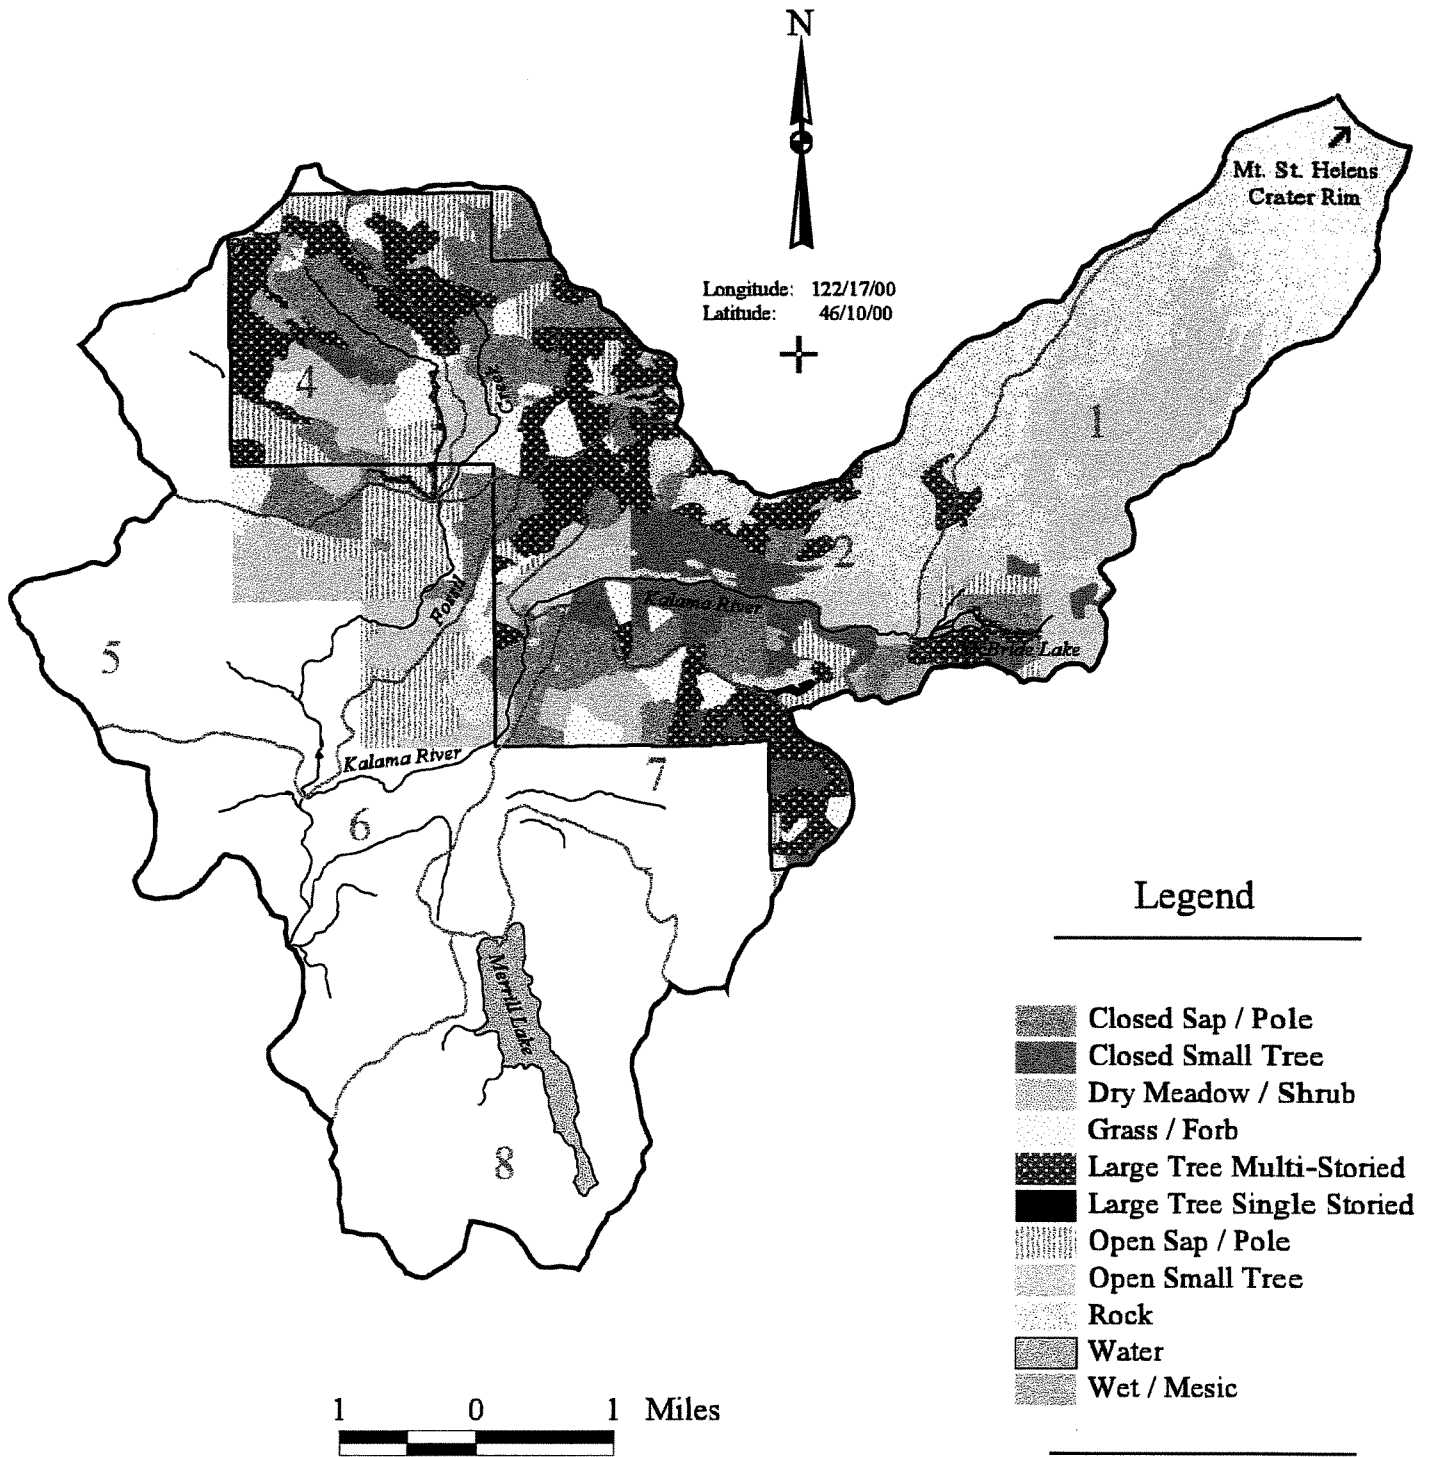 N
Mt. St. Helens
Crater Rim
Longitude: 122/17/00
Latitude: 46/10/00
4
Creek
1
2
Kalama River
Fossil
McBride Lake
5
Kalama River
7
6
Merrill Lake
8
Legend
Closed Sap / Pole
Closed Small Tree
Dry Meadow / Shrub
Grass / Forb
Large Tree Multi-Storied
Large Tree Single Storied
Open Sap / Pole
Open Small Tree
Rock
Water
Wet / Mesic
1 0 1 Miles